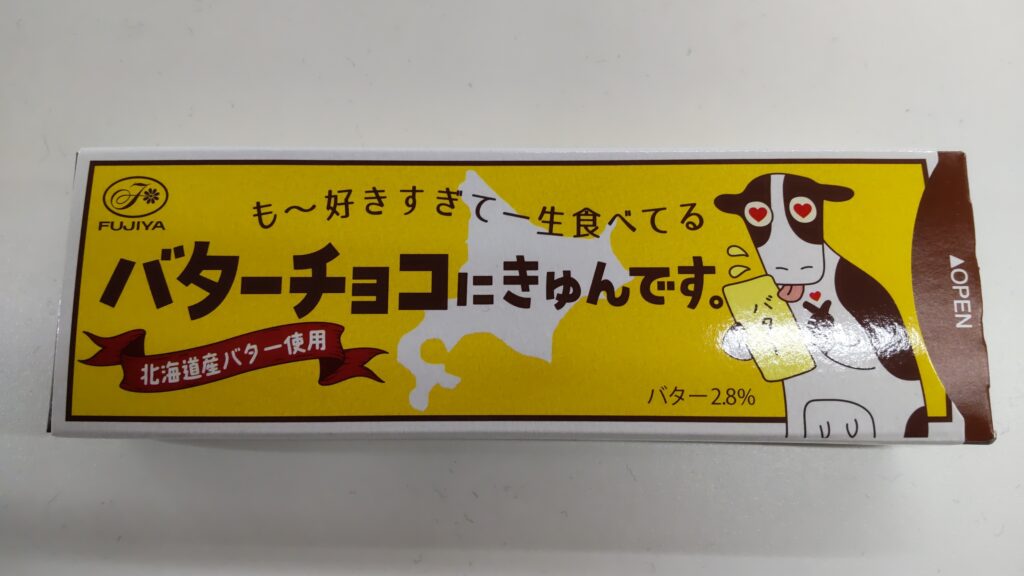 FUJIYA
も～好きすぎて一生食べてる
バターチョコにきゅんです。
北海道産バター使用
バター
バター2.8%
▲OPEN